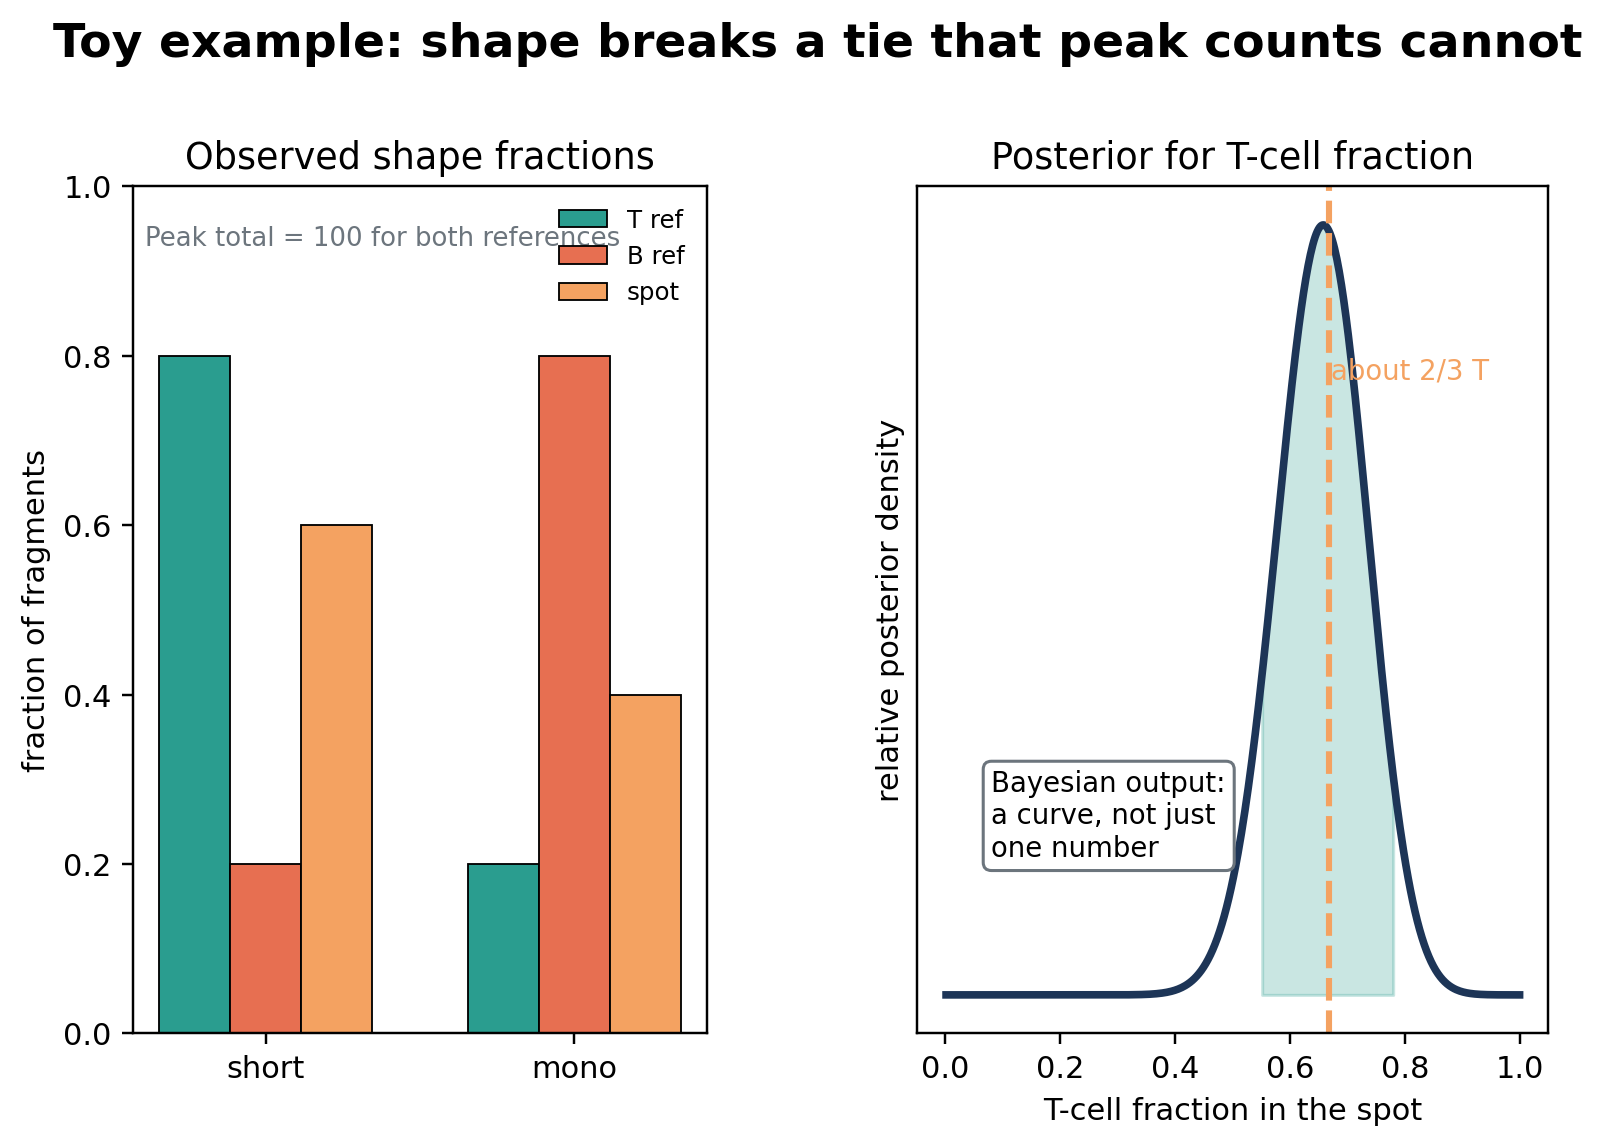 Toy example: shape breaks a tie that peak counts cannot
Observed shape fractions
Peak total = 100 for both references
T ref
B ref
spot
fraction of fragments
1.0
0.8
0.6
0.4
0.2
0.0
short
mono
Posterior for T-cell fraction
about 2/3 T
Bayesian output:
a curve, not just
one number
relative posterior density
0.0
0.2
0.4
0.6
0.8
1.0
T-cell fraction in the spot